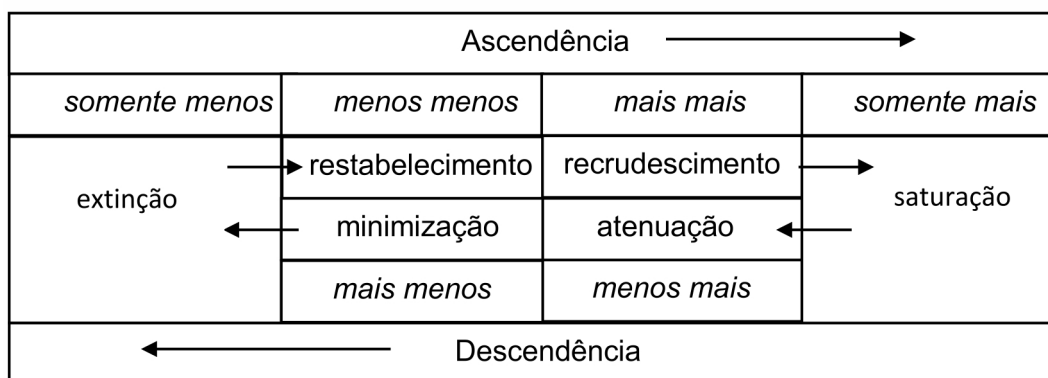 Ascendência
somente menos menos menos mais mais somente mais
restabelecimento recrudescimento
extinção saturação
minimização atenuação
mais menos menos mais
Descendência